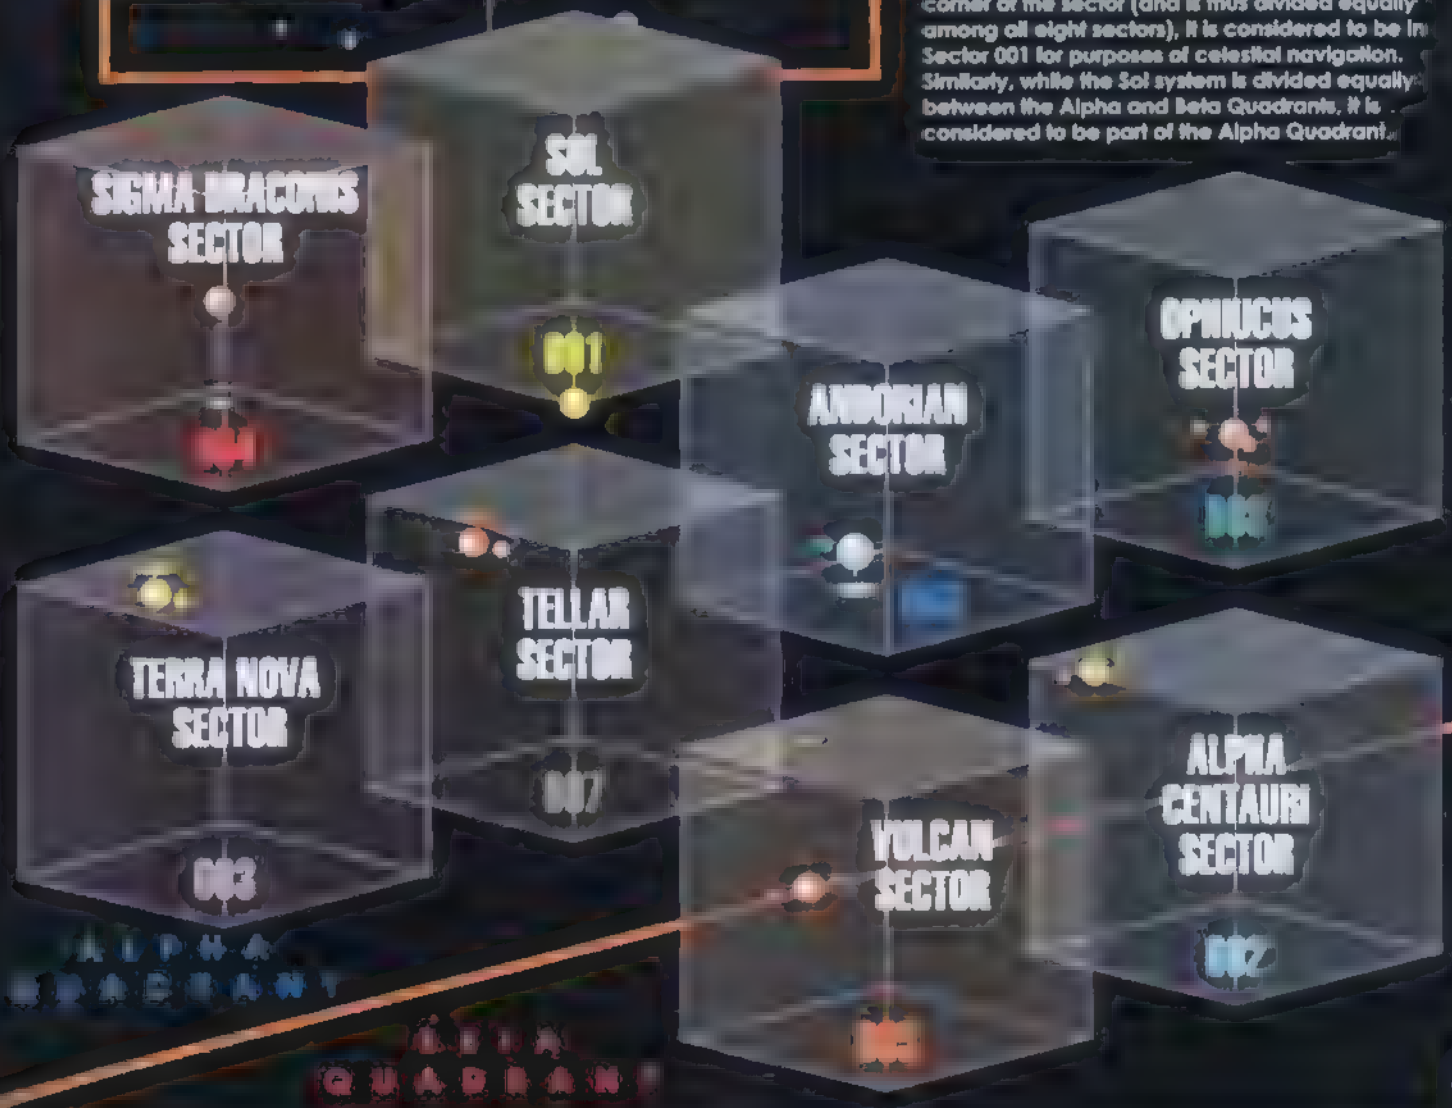 corner of the sector (and is thus divided equally
among all eight sectors), it is considered to be in
Sector 001 for purposes of celestial navigation.
Similarly, while the Sol system is divided equally
between the Alpha and Beta Quadrants, it is
considered to be part of the Alpha Quadrant.
SOL
SECTOR
001
SIGMA DRACONIS
SECTOR
OPHIUCUS
SECTOR
ANDORIAN
SECTOR
TELLAR
SECTOR
007
TERRA NOVA
SECTOR
003
ALPHA
CENTAURI
SECTOR
002
VULCAN
SECTOR
ALPHA
QUADRANT
QUADRANT